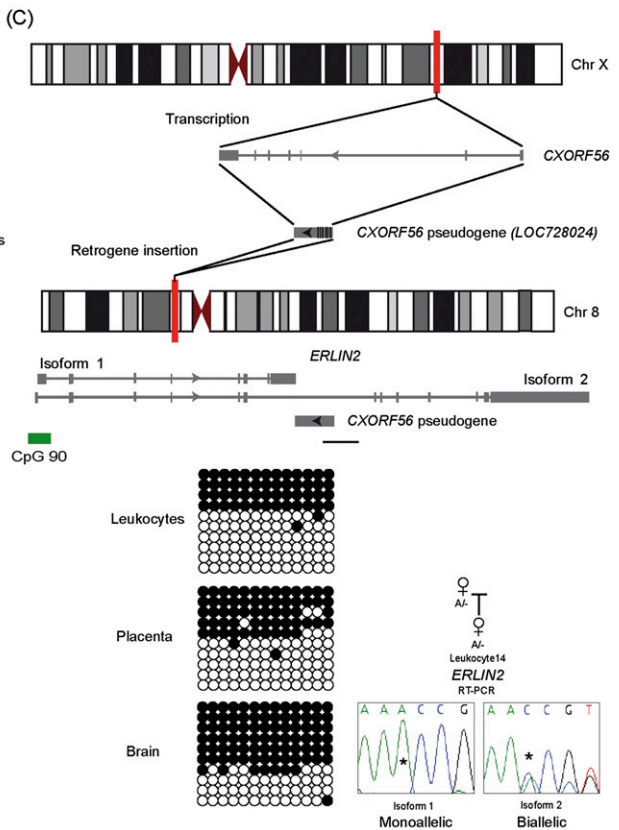 (C)
Chr X
Transcription
CXORF56
s
CXORF56 pseudogene (LOC728024)
Retrogene insertion
Chr 8
ERLIN2
Isoform 1
Isoform 2
CXORF56 pseudogene
CpG 90
Leukocytes
Placenta
Brain
♀
A/-
♀
A/-
Leukocyte14
ERLIN2
RT-PCR
A A A C C G
A A C C G T
*
*
Isoform 1
Isoform 2
Monoallelic
Biallelic